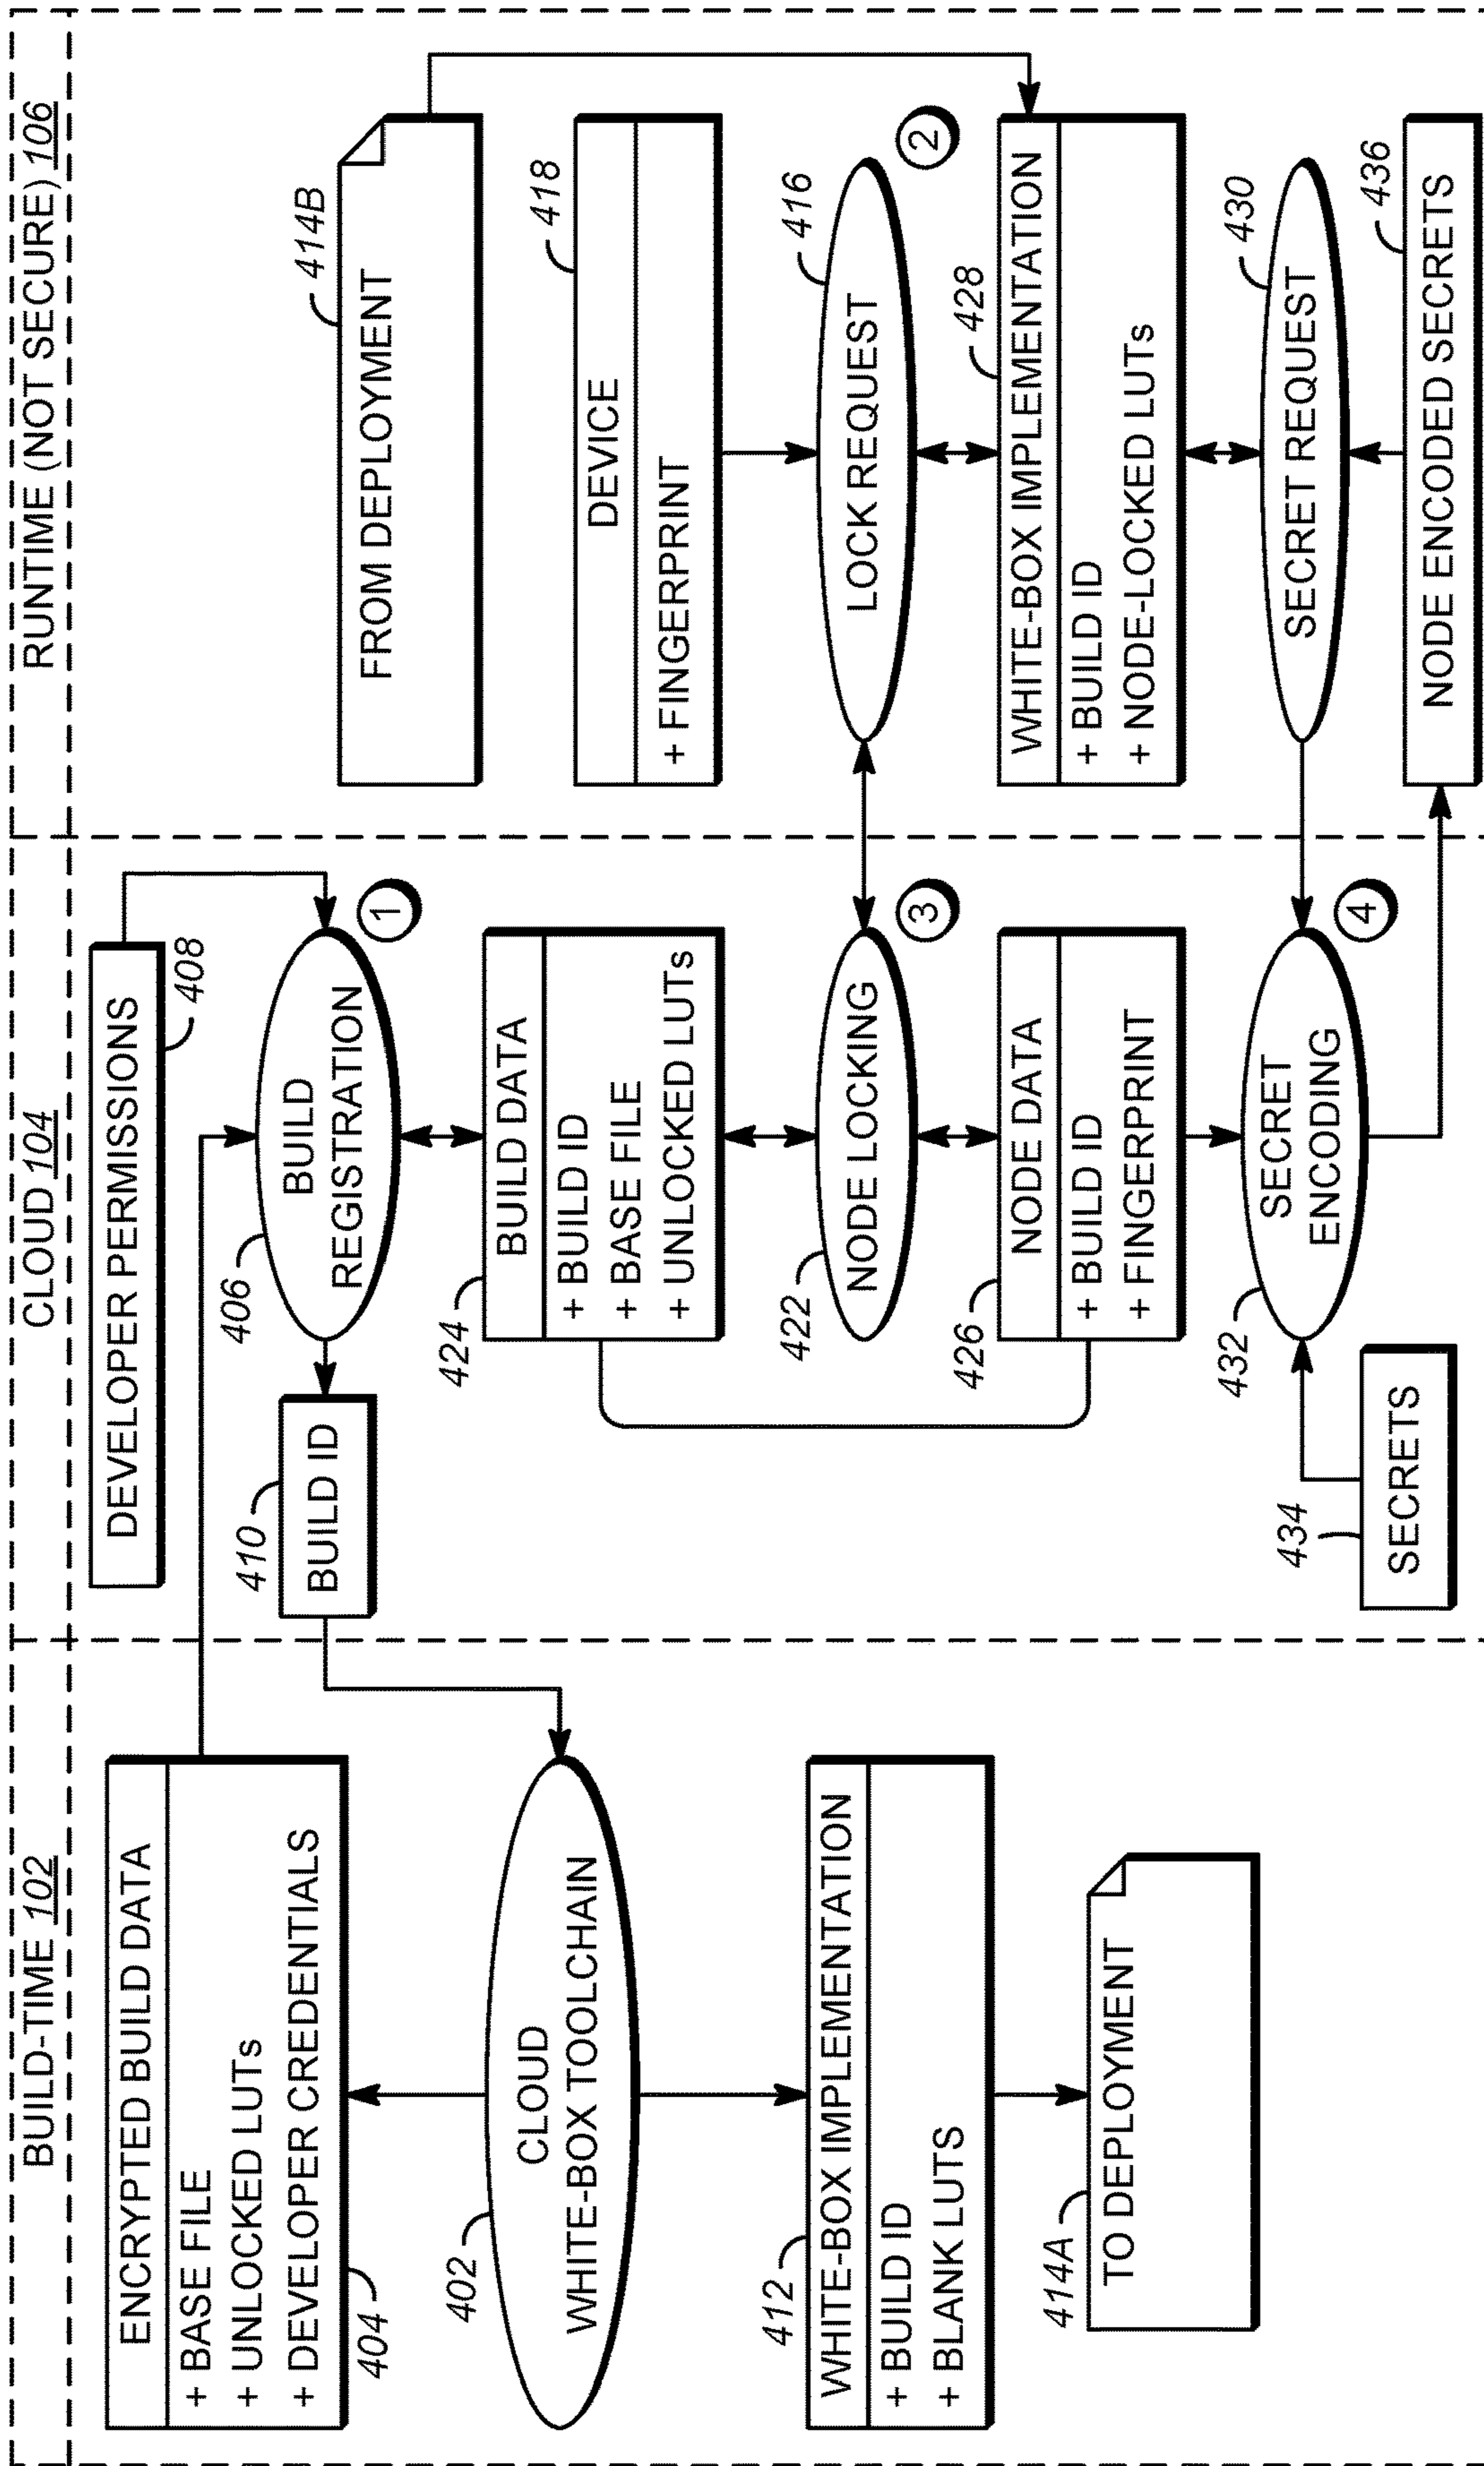 BUILD-TIME 102
ENCRYPTED BUILD DATA
+ BASE FILE
+ UNLOCKED LUTs
+ DEVELOPER CREDENTIALS
404
402
CLOUD
WHITE-BOX TOOLCHAIN
412
WHITE-BOX IMPLEMENTATION
+ BUILD ID
+ BLANK LUTS
414A
TO DEPLOYMENT
CLOUD 104
DEVELOPER PERMISSIONS
408
406
BUILD
REGISTRATION
1
410
BUILD ID
424
BUILD DATA
+ BUILD ID
+ BASE FILE
+ UNLOCKED LUTs
422
NODE LOCKING
3
426
NODE DATA
+ BUILD ID
+ FINGERPRINT
432
SECRET
ENCODING
4
434
SECRETS
RUNTIME (NOT SECURE) 106
414B
FROM DEPLOYMENT
418
DEVICE
+ FINGERPRINT
416
LOCK REQUEST
2
428
WHITE-BOX IMPLEMENTATION
+ BUILD ID
+ NODE-LOCKED LUTs
430
SECRET REQUEST
436
NODE ENCODED SECRETS